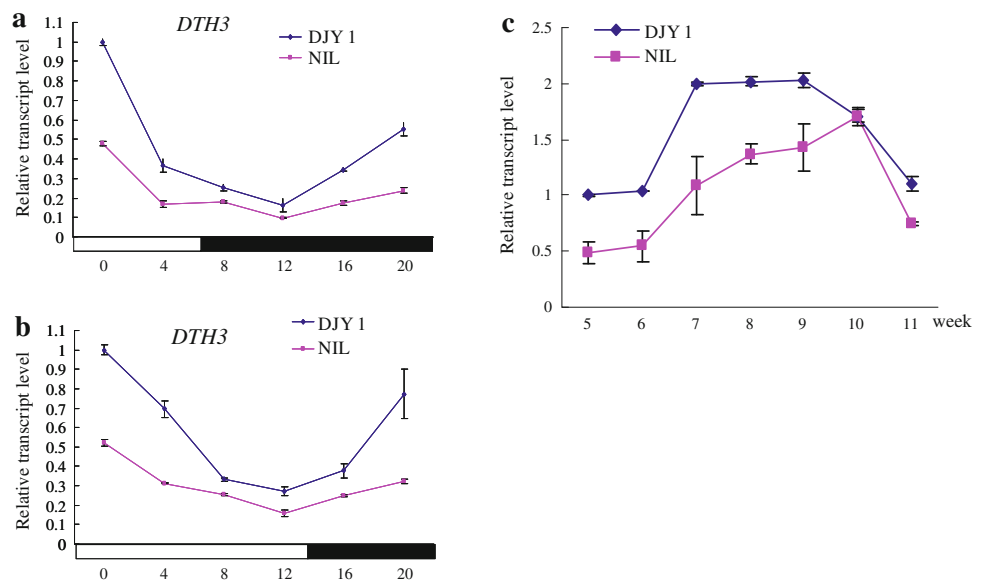 a
DTH3
DJY 1
NIL
Relative transcript level
1.1
1
0.9
0.8
0.7
0.6
0.5
0.4
0.3
0.2
0.1
0
0 4 8 12 16 20
b
DTH3
DJY 1
NIL
Relative transcript level
1.1
1
0.9
0.8
0.7
0.6
0.5
0.4
0.3
0.2
0.1
0
0 4 8 12 16 20
c
DJY 1
NIL
Relative transcript level
2.5
2
1.5
1
0.5
0
5 6 7 8 9 10 11 week